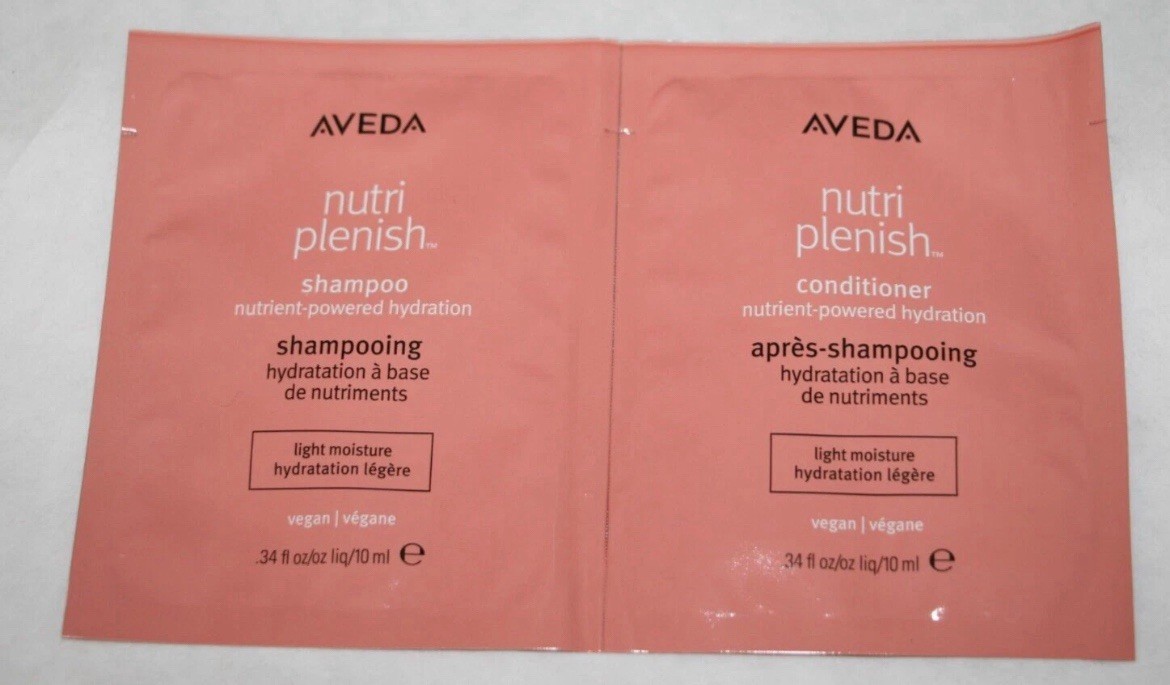 AVEDA
nutri
plenish™
shampoo
nutrient-powered hydration
shampooing
hydratation à base
de nutriments
light moisture
hydratation légère
vegan | végane
.34 fl oz/oz liq/10 ml ℮
AVEDA
nutri
plenish™
conditioner
nutrient-powered hydration
après-shampooing
hydratation à base
de nutriments
light moisture
hydratation légère
vegan | végane
.34 fl oz/oz liq/10 ml ℮